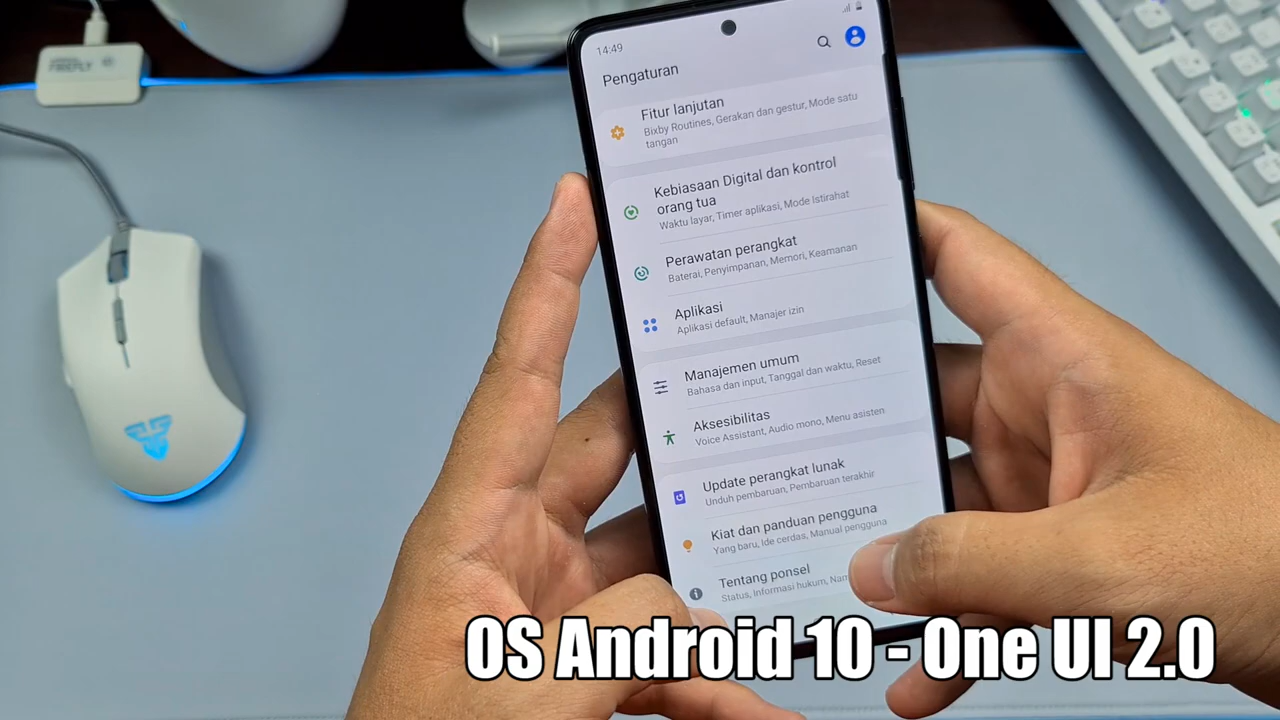 FIREFLY
14:49
Pengaturan
Fitur lanjutan
Bixby Routines, Gerakan dan gestur, Mode satu
tangan
Kebiasaan Digital dan kontrol
orang tua
Waktu layar, Timer aplikasi, Mode Istirahat
Perawatan perangkat
Baterai, Penyimpanan, Memori, Keamanan
Aplikasi
Aplikasi default, Manajer izin
Manajemen umum
Bahasa dan input, Tanggal dan waktu, Reset
Aksesibilitas
Voice Assistant, Audio mono, Menu asisten
Update perangkat lunak
Unduh pembaruan, Pembaruan terakhir
Kiat dan panduan pengguna
Yang baru, Ide cerdas, Manual pengguna
Tentang ponsel
Status, Informasi hukum,
OS Android 10 - One UI 2.0